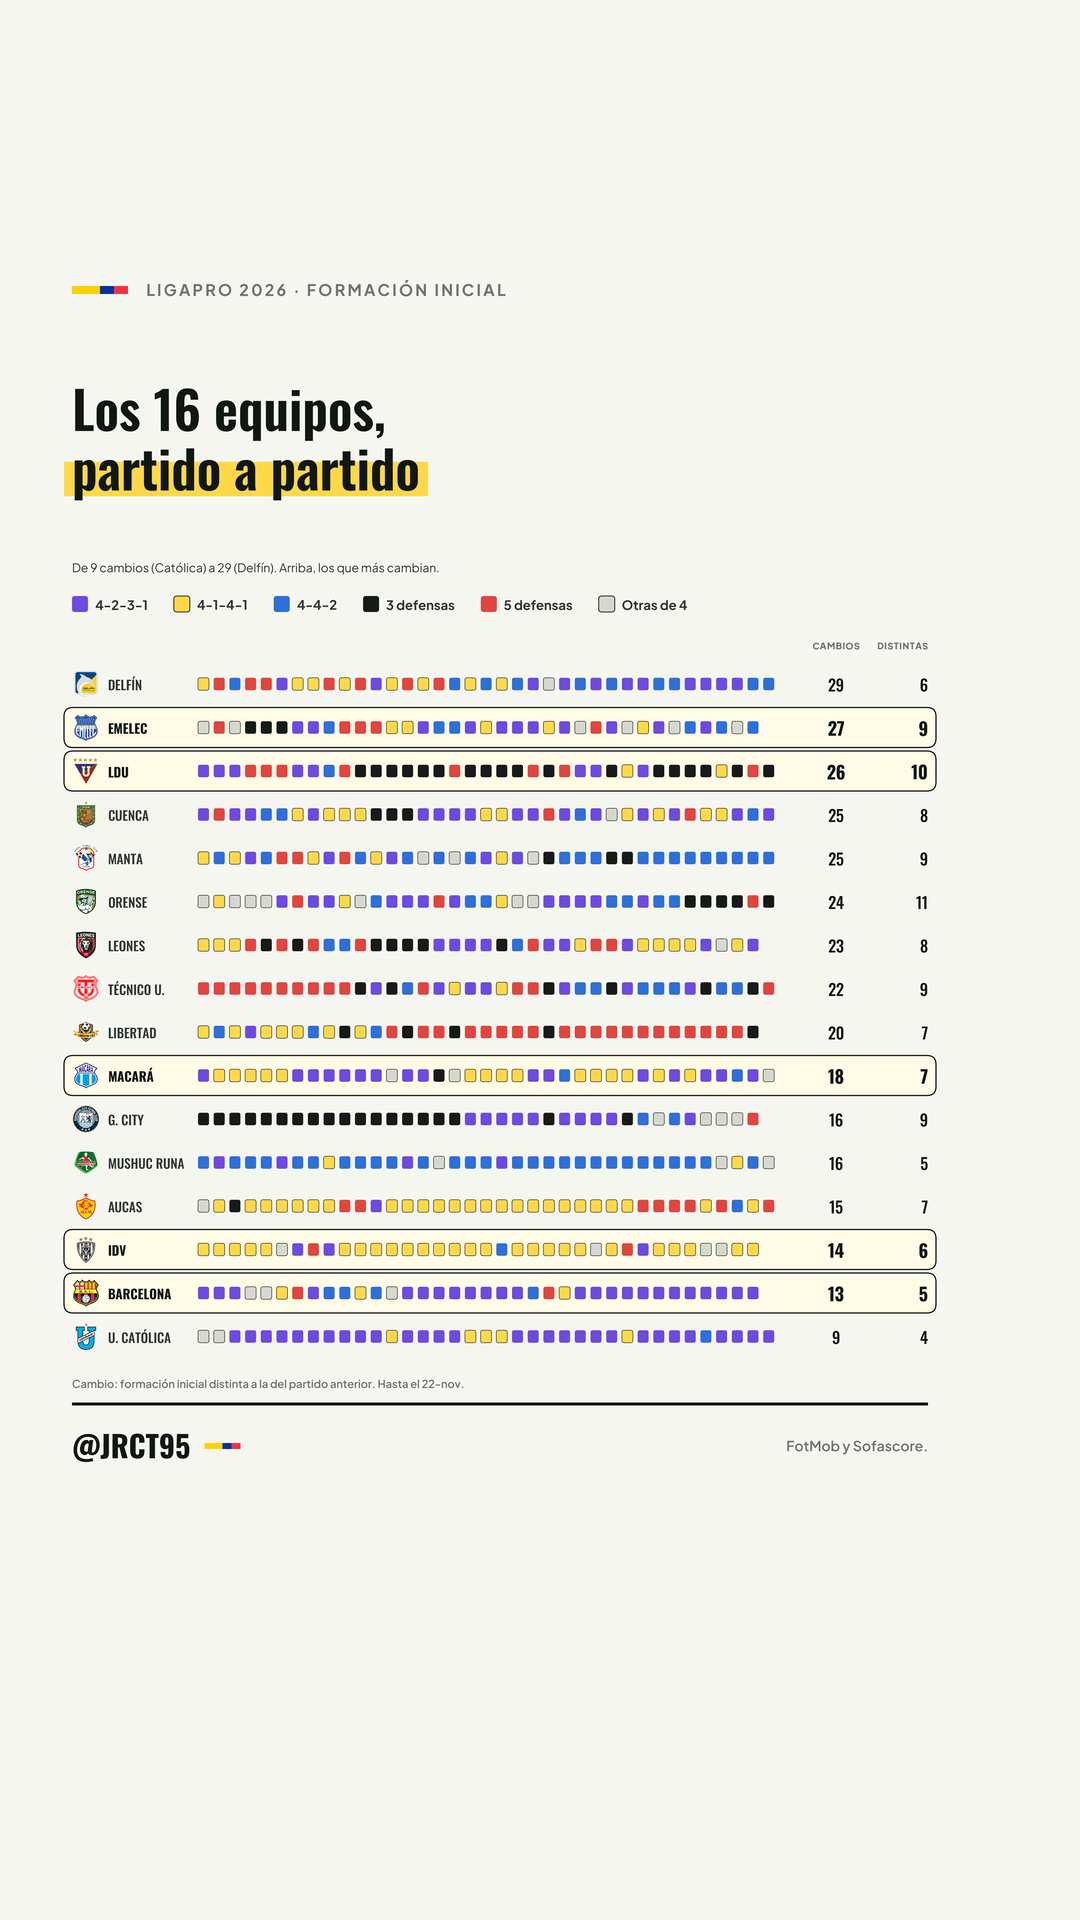 LIGAPRO 2026 · FORMACIÓN INICIAL
Los 16 equipos,
partido a partido
De 9 cambios (Católica) a 29 (Delfín). Arriba, los que más cambian.
4-2-3-1 4-1-4-1 4-4-2 3 defensas 5 defensas Otras de 4
CAMBIOS DISTINTAS
DELFÍN 29 6
EMELEC 27 9
LDU 26 10
CUENCA 25 8
MANTA 25 9
ORENSE 24 11
LEONES 23 8
TÉCNICO U. 22 9
LIBERTAD 20 7
MACARÁ 18 7
G. CITY 16 9
MUSHUC RUNA 16 5
AUCAS 15 7
IDV 14 6
BARCELONA 13 5
U. CATÓLICA 9 4
Cambio: formación inicial distinta a la del partido anterior. Hasta el 22-nov.
@JRCT95
FotMob y Sofascore.